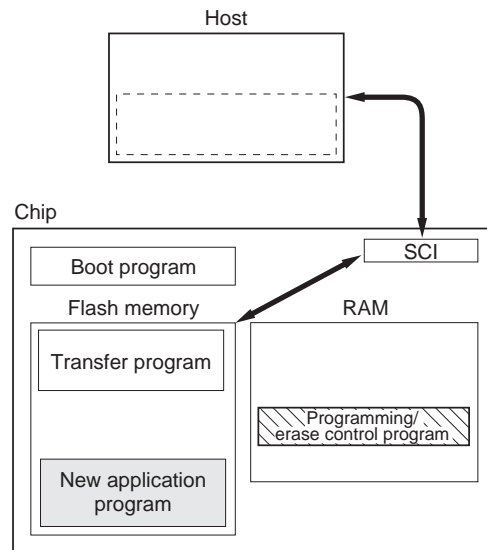 Host
Chip
SCI
Boot program
Flash memory
RAM
Transfer program
Programming/
erase control program
New application
program